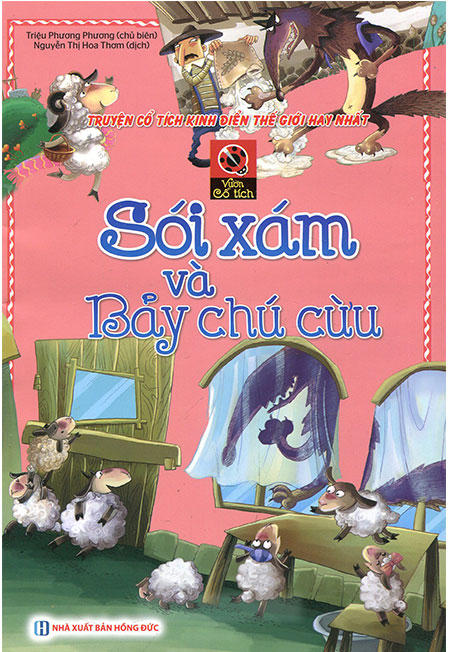 Triệu Phương Phương (chủ biên)
Nguyễn Thị Hoa Thơm (dịch)
TRUYỆN CỔ TÍCH KINH ĐIỂN THẾ GIỚI HAY NHẤT
Vườn
Cổ tích
Sói xám
và
Bảy chú cừu
NHÀ XUẤT BẢN HỒNG ĐỨC